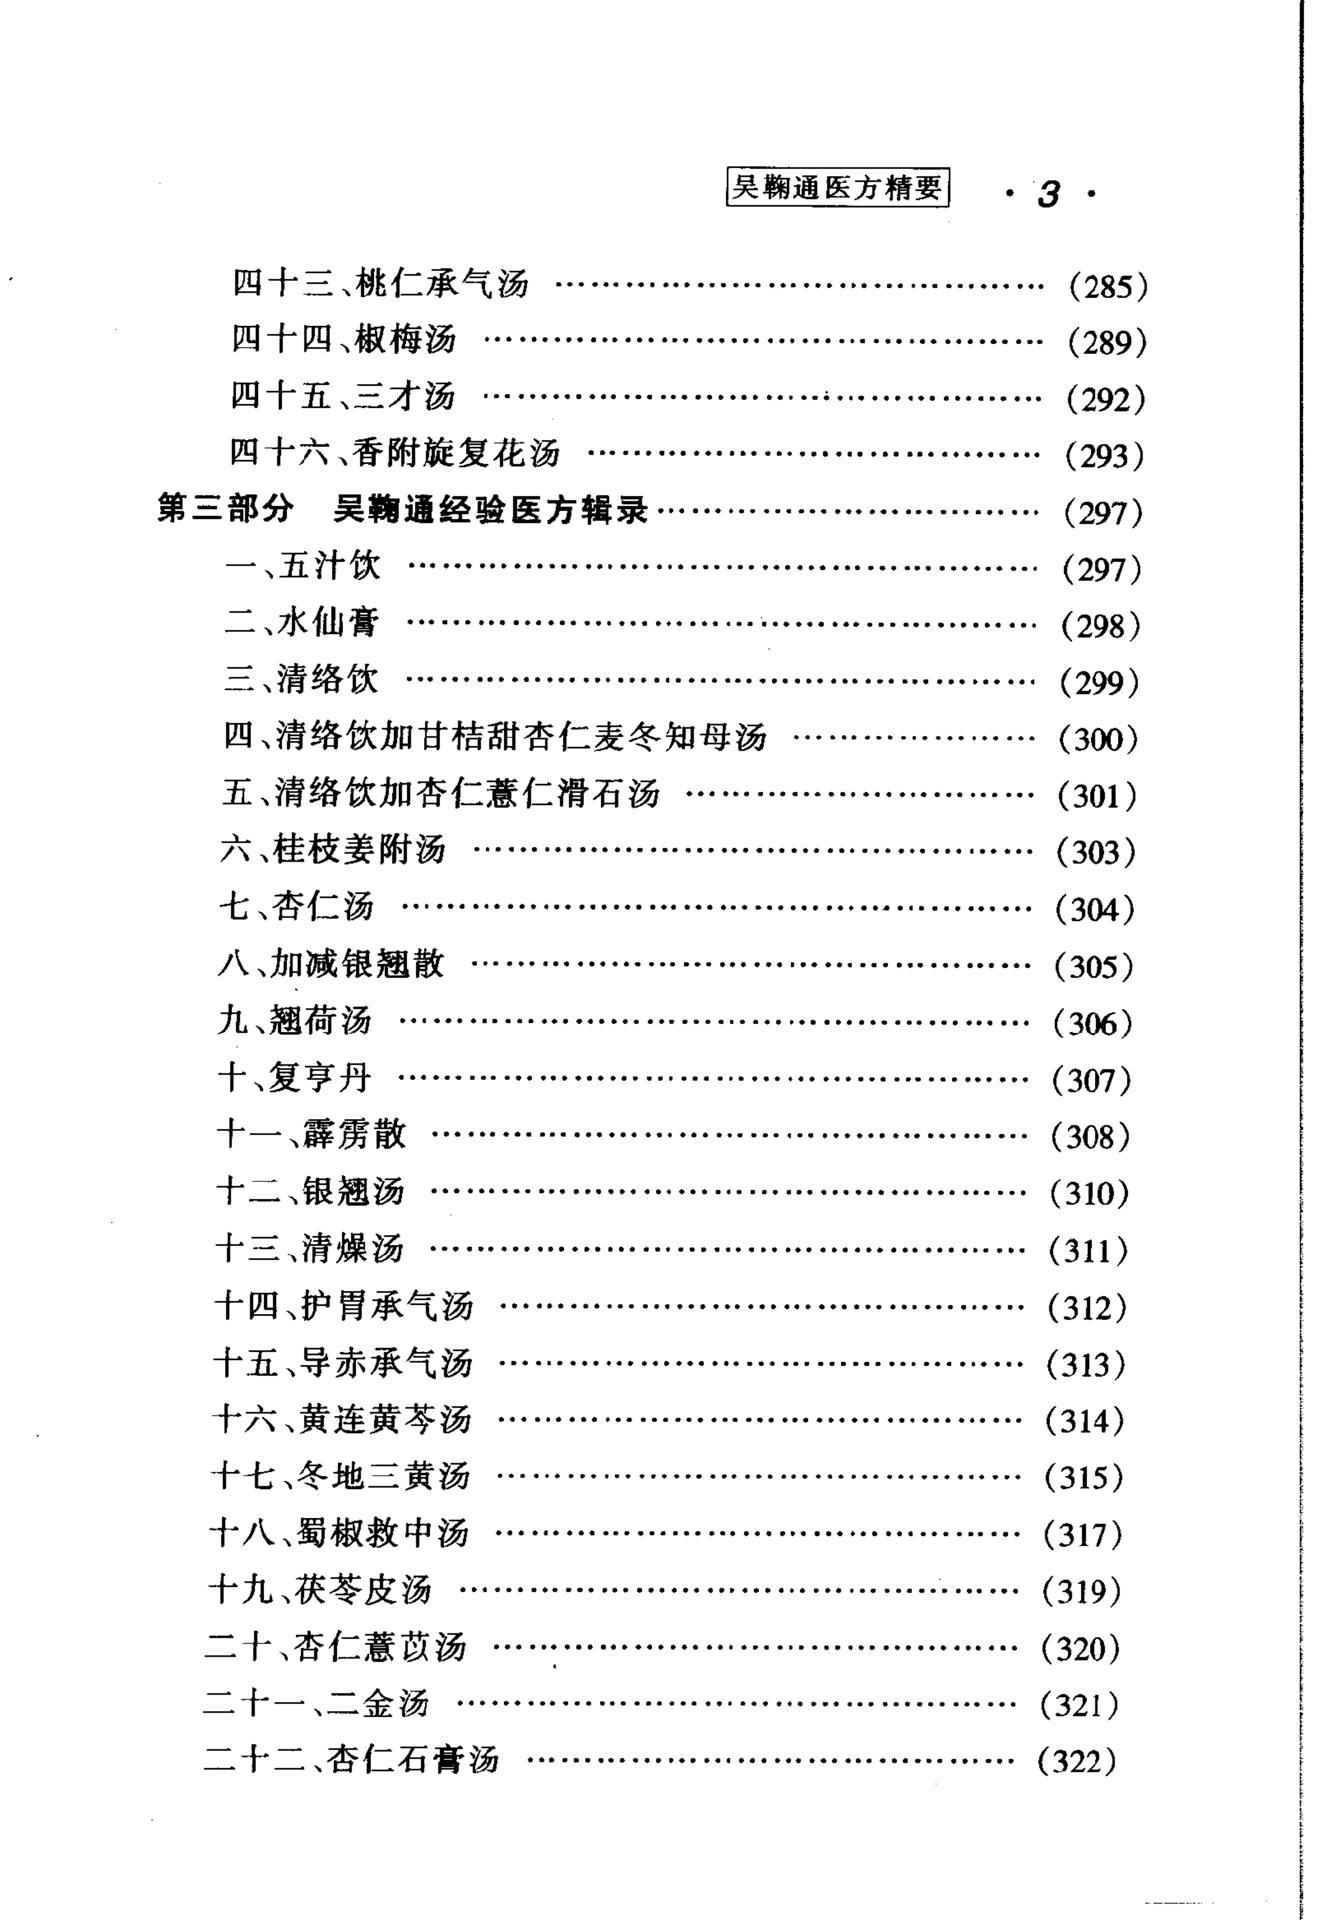 吴鞠通医方精要 · 3 ·
四十三、桃仁承气汤 …………………………………… (285)
四十四、椒梅汤 ………………………………………… (289)
四十五、三才汤 ………………………………………… (292)
四十六、香附旋复花汤 ………………………………… (293)
第三部分 吴鞠通经验医方辑录…………………………… (297)
一、五汁饮 ……………………………………………… (297)
二、水仙膏 ……………………………………………… (298)
三、清络饮 ……………………………………………… (299)
四、清络饮加甘桔甜杏仁麦冬知母汤 ………………… (300)
五、清络饮加杏仁薏仁滑石汤 ………………………… (301)
六、桂枝姜附汤 ………………………………………… (303)
七、杏仁汤 ……………………………………………… (304)
八、加减银翘散 ………………………………………… (305)
九、翘荷汤 ……………………………………………… (306)
十、复亨丹 ……………………………………………… (307)
十一、霹雳散 …………………………………………… (308)
十二、银翘汤 …………………………………………… (310)
十三、清燥汤 …………………………………………… (311)
十四、护胃承气汤 ……………………………………… (312)
十五、导赤承气汤 ……………………………………… (313)
十六、黄连黄芩汤 ……………………………………… (314)
十七、冬地三黄汤 ……………………………………… (315)
十八、蜀椒救中汤 ……………………………………… (317)
十九、茯苓皮汤 ………………………………………… (319)
二十、杏仁薏苡汤 ……………………………………… (320)
二十一、二金汤 ………………………………………… (321)
二十二、杏仁石膏汤 …………………………………… (322)